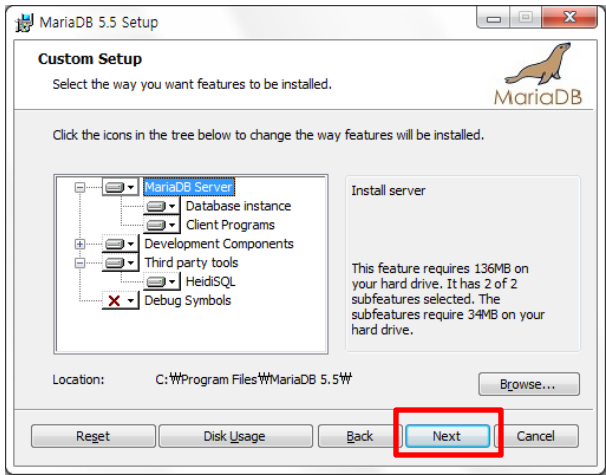 MariaDB 5.5 Setup
Custom Setup
Select the way you want features to be installed.
MariaDB
Click the icons in the tree below to change the way features will be installed.
MariaDB Server
Database instance
Client Programs
Development Components
Third party tools
HeidiSQL
Debug Symbols
Install server
This feature requires 136MB on
your hard drive. It has 2 of 2
subfeatures selected. The
subfeatures require 34MB on your
hard drive.
Location: C:₩Program Files₩MariaDB 5.5₩
Browse...
Reset Disk Usage Back Next Cancel